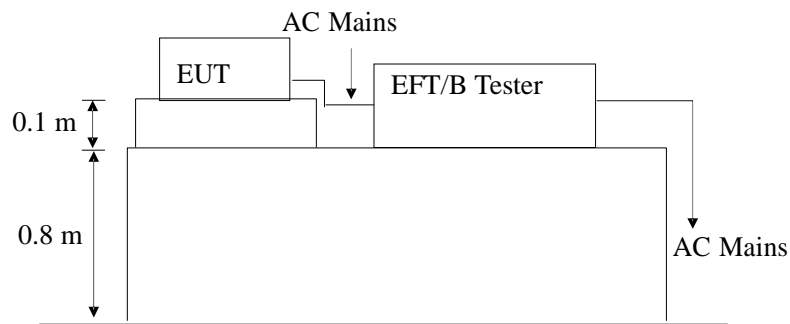 AC Mains
EUT
EFT/B Tester
0.1 m
0.8 m
AC Mains